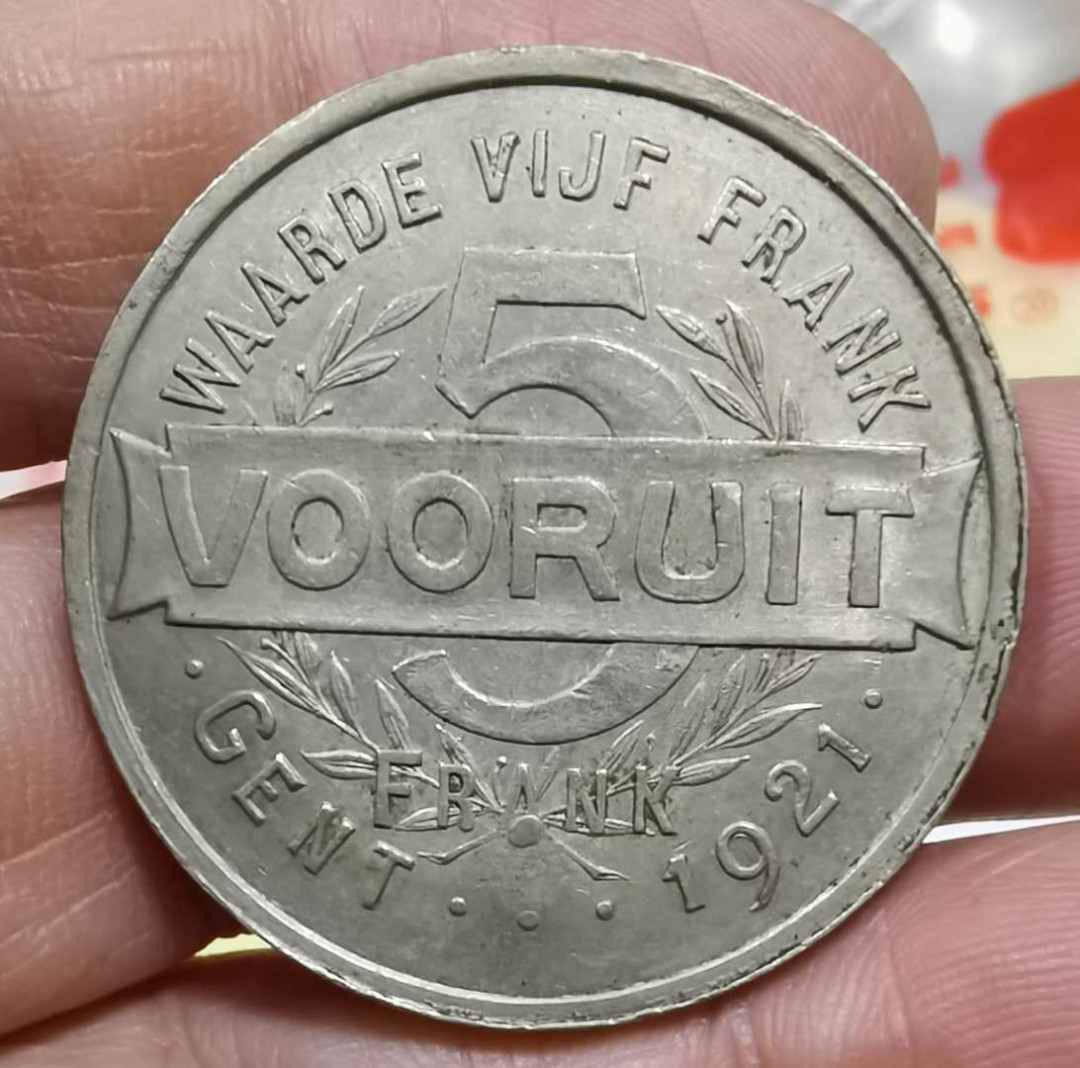 WAARDE VIJF FRANK
5
VOORUIT
FRANK
· GENT · . · 1921 ·